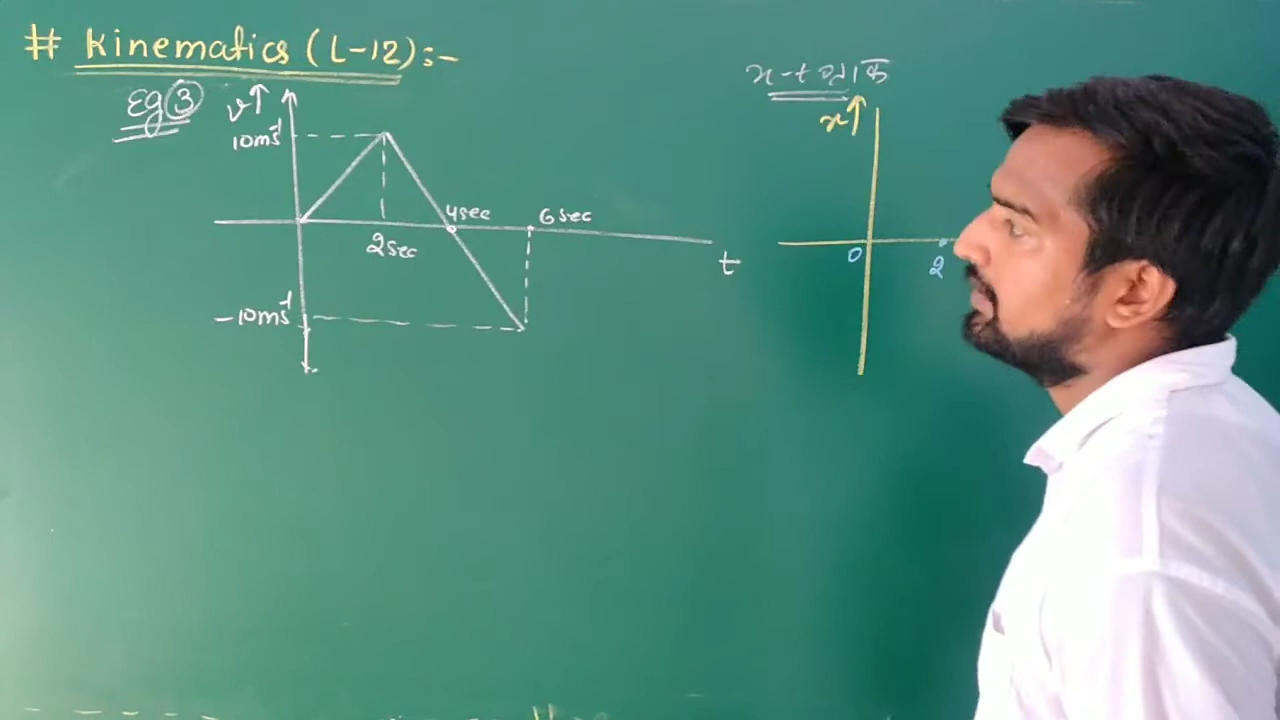 # Kinematics (L-12):-
Eg ③
v↑
10ms⁻¹
4sec
6sec
2sec
t
-10ms⁻¹
x-t ग्राफ
x↑
0
2